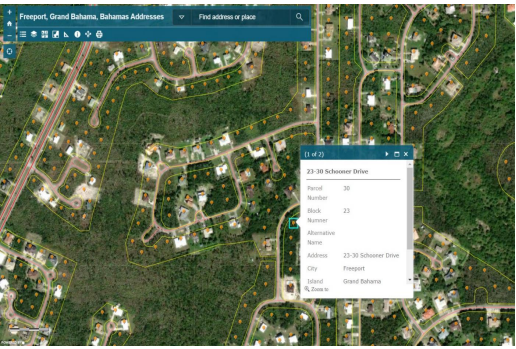 Freeport, Grand Bahama, Bahamas Addresses
Find address or place
(1 of 2)
23-30 Schooner Drive
Parcel Number 30
Block Numner 23
Alternative Name
Address 23-30 Schooner Drive
City Freeport
Island Grand Bahama
Zoom to